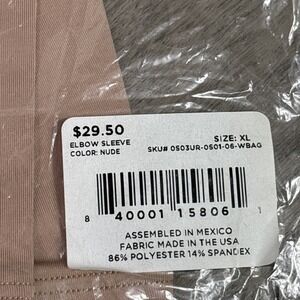 $29.50
ELBOW SLEEVE SIZE: XL
COLOR: NUDE SKU# 0503UR-0501-06-WBAG
8 40001 15806 1
ASSEMBLED IN MEXICO
FABRIC MADE IN THE USA
86% POLYESTER 14% SPANDEX